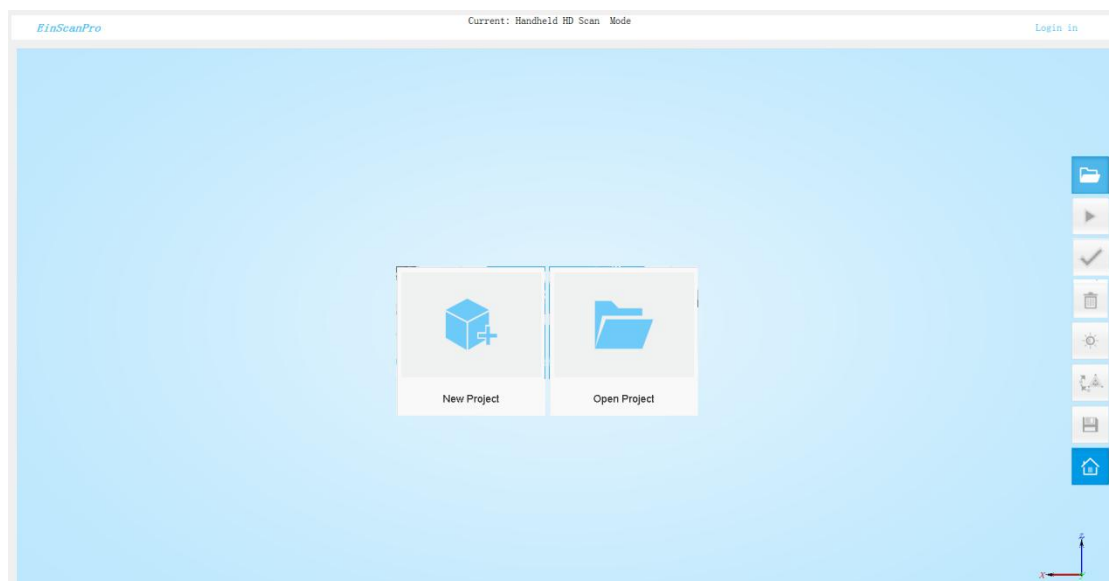 EinScanPro
Current: Handheld HD Scan Mode
Login in
New Project
Open Project
Z
X